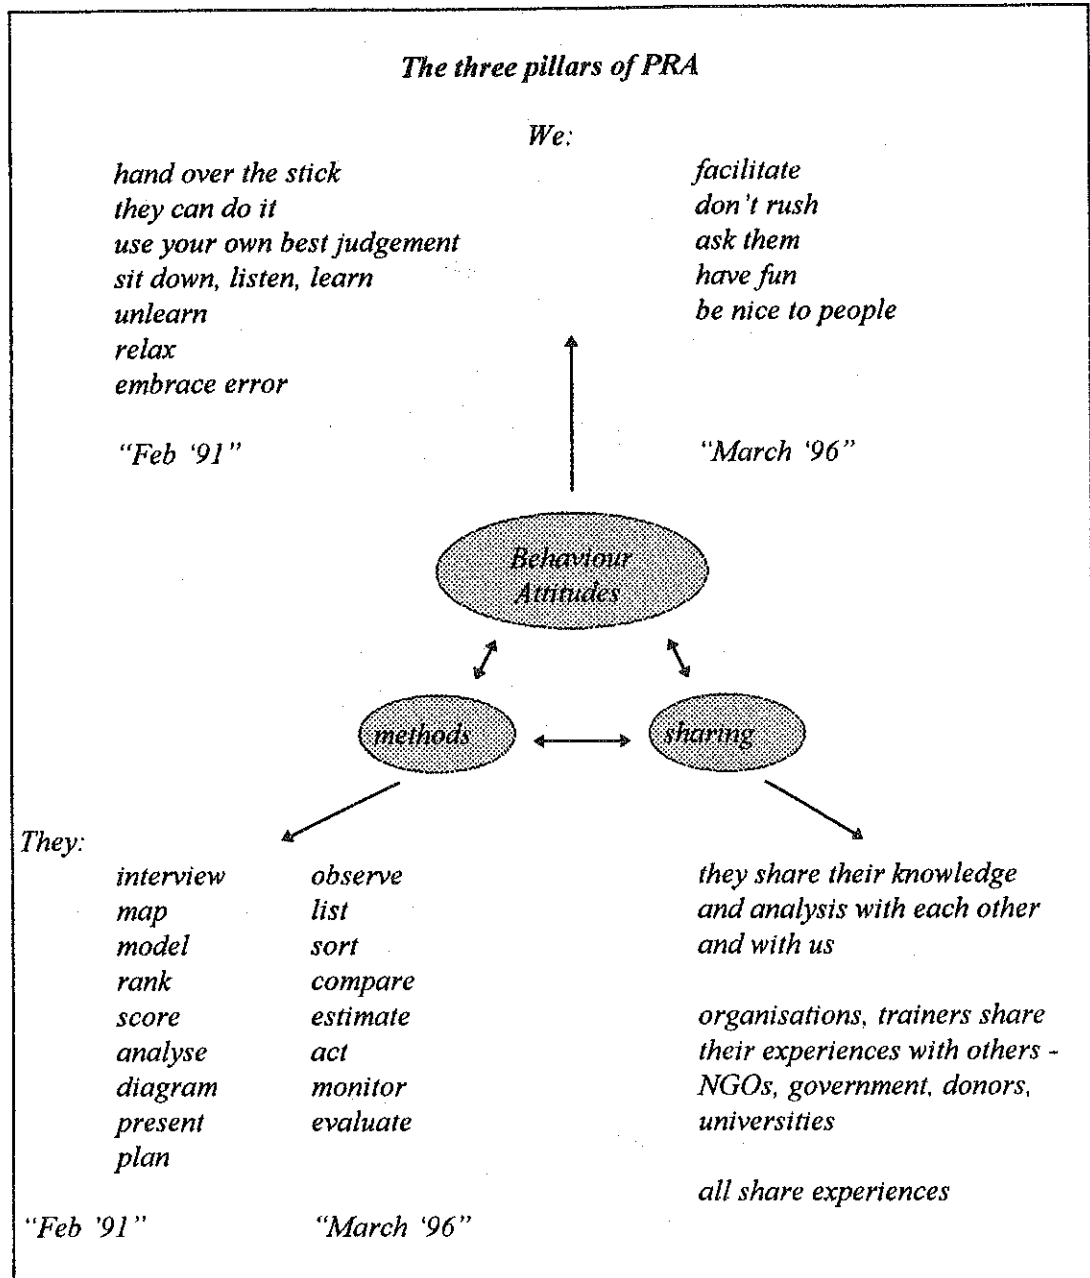 The three pillars of PRA
We:
hand over the stick
they can do it
use your own best judgement
sit down, listen, learn
unlearn
relax
embrace error
"Feb '91"
facilitate
don't rush
ask them
have fun
be nice to people
"March '96"
Behaviour
Attitudes
methods
sharing
They:
interview
map
model
rank
score
analyse
diagram
present
plan
"Feb '91"
observe
list
sort
compare
estimate
act
monitor
evaluate
"March '96"
they share their knowledge
and analysis with each other
and with us
organisations, trainers share
their experiences with others -
NGOs, government, donors,
universities
all share experiences